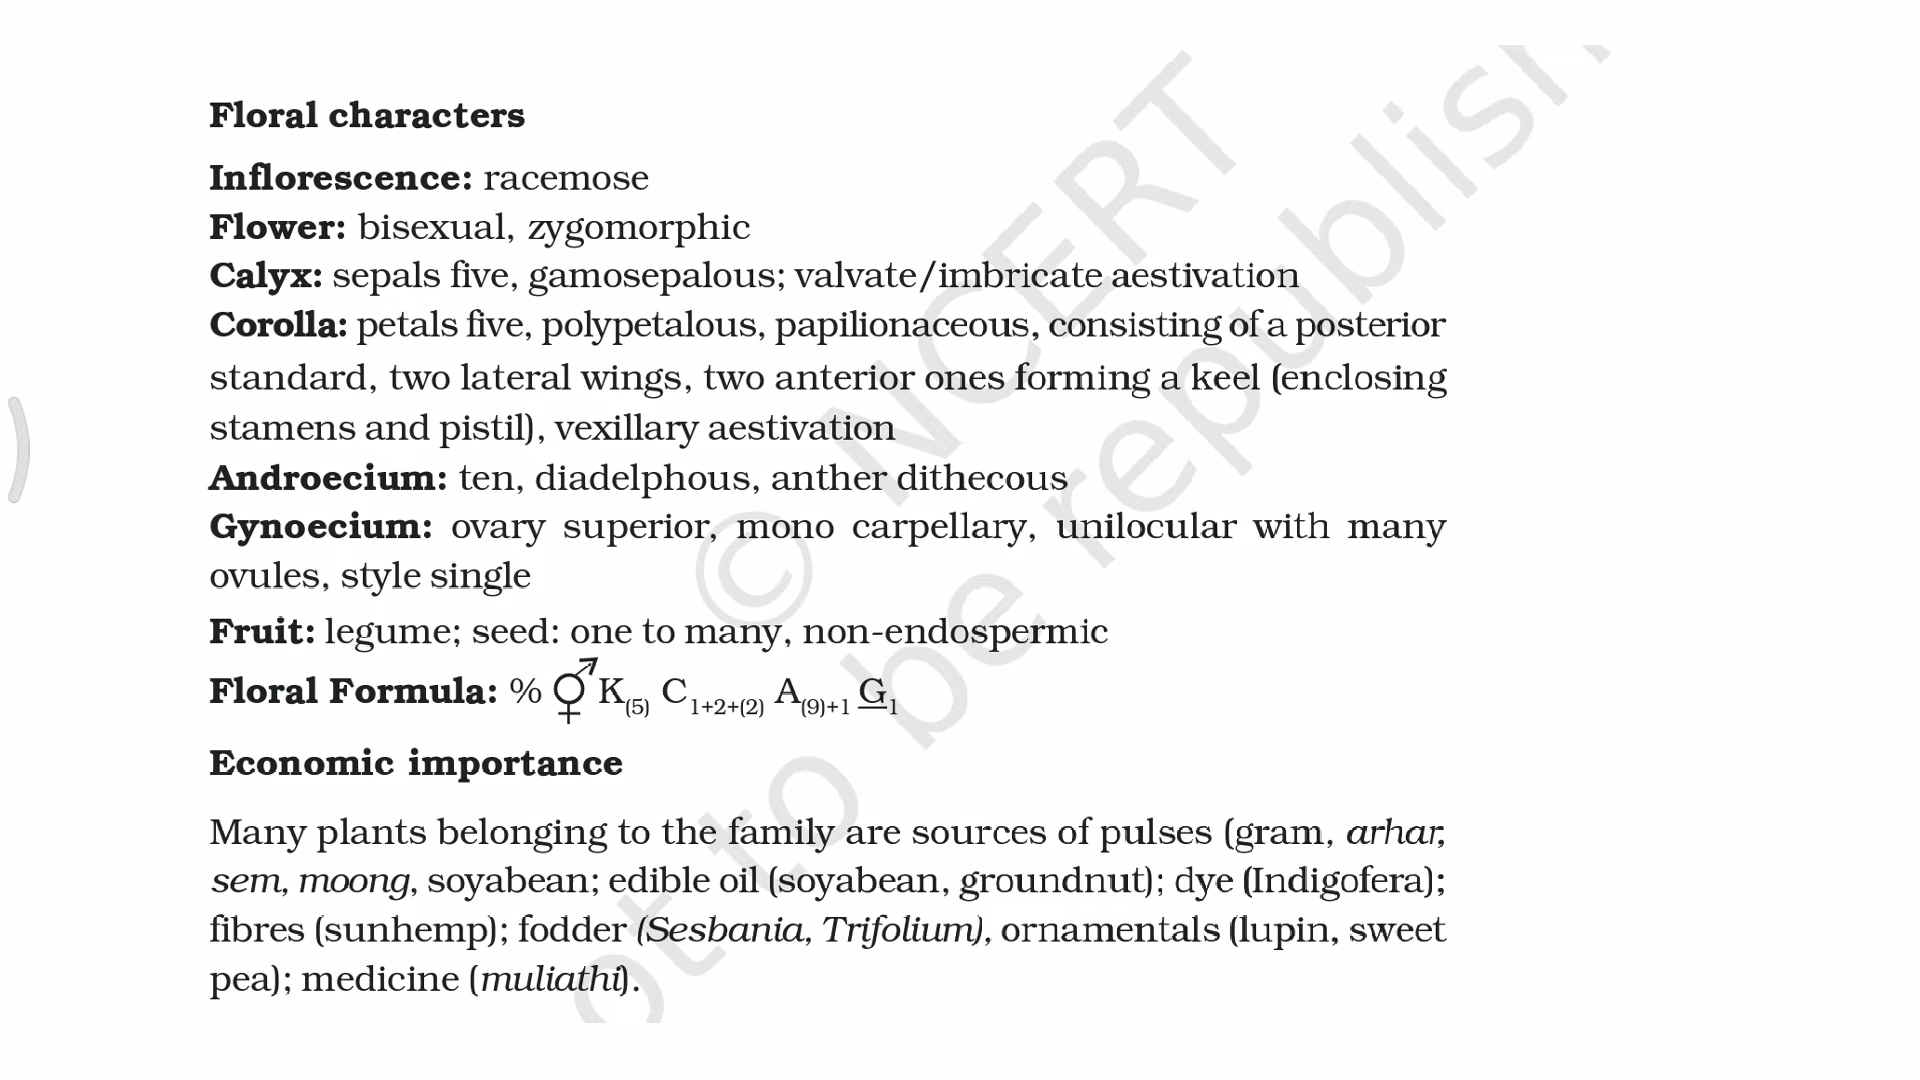 Floral characters
Inflorescence: racemose
Flower: bisexual, zygomorphic
Calyx: sepals five, gamosepalous; valvate/imbricate aestivation
Corolla: petals five, polypetalous, papilionaceous, consisting of a posterior
standard, two lateral wings, two anterior ones forming a keel (enclosing
stamens and pistil), vexillary aestivation
Androecium: ten, diadelphous, anther dithecous
Gynoecium: ovary superior, mono carpellary, unilocular with many
ovules, style single
Fruit: legume; seed: one to many, non-endospermic
Floral Formula: % ⚥ K(5) C1+2+(2) A(9)+1 G1
Economic importance
Many plants belonging to the family are sources of pulses (gram, arhar,
sem, moong, soyabean; edible oil (soyabean, groundnut); dye (Indigofera);
fibres (sunhemp); fodder (Sesbania, Trifolium), ornamentals (lupin, sweet
pea); medicine (muliathi).
© NCERT
not to be republish